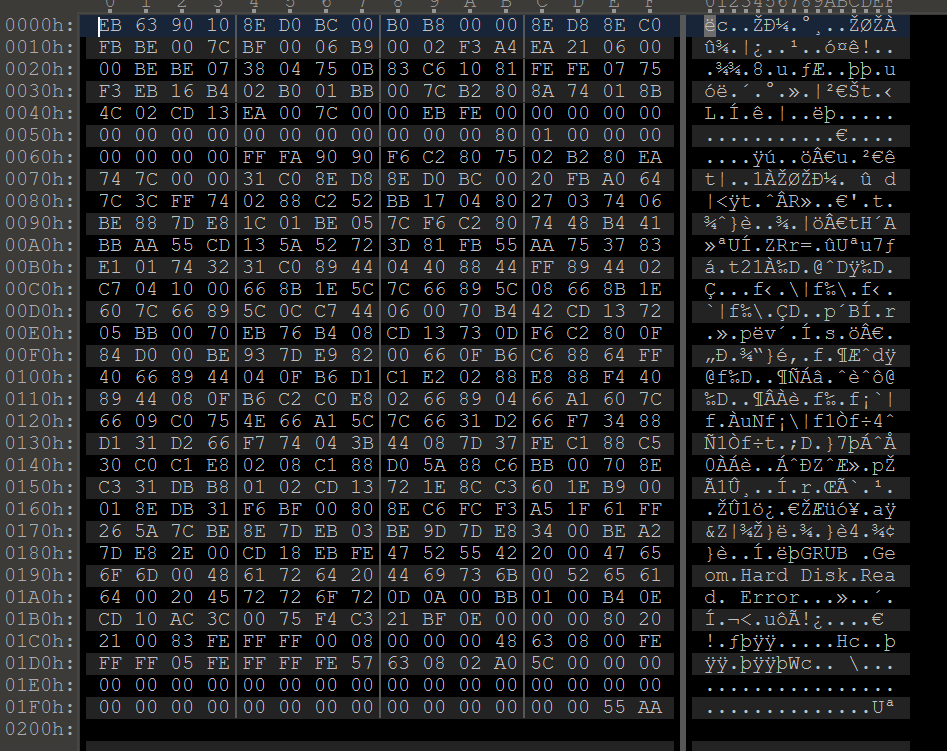 0 1 2 3 4 5 6 7 8 9 A B C D E F 0123456789ABCDEF
0000h: EB 63 90 10 8E D0 BC 00 B0 B8 00 00 8E D8 8E C0 ëc..ŽÐ¼.°¸..ŽØŽÀ
0010h: FB BE 00 7C BF 00 06 B9 00 02 F3 A4 EA 21 06 00 û¾.|¿..¹..ó¤ê!..
0020h: 00 BE BE 07 38 04 75 0B 83 C6 10 81 FE FE 07 75 .¾¾.8.u.ƒÆ..þþ.u
0030h: F3 EB 16 B4 02 B0 01 BB 00 7C B2 80 8A 74 01 8B óë.´.°.».|²€Št.‹
0040h: 4C 02 CD 13 EA 00 7C 00 00 EB FE 00 00 00 00 00 L.Í.ê.|..ëþ.....
0050h: 00 00 00 00 00 00 00 00 00 00 00 80 01 00 00 00 ...........€....
0060h: 00 00 00 00 FF FA 90 90 F6 C2 80 75 02 B2 80 EA ....ÿú..öÂ€u.²€ê
0070h: 74 7C 00 00 31 C0 8E D8 8E D0 BC 00 20 FB A0 64 t|..1ÀŽØŽÐ¼. û d
0080h: 7C 3C FF 74 02 88 C2 52 BB 17 04 80 27 03 74 06 |<ÿt.ˆÂR»..€'.t.
0090h: BE 88 7D E8 1C 01 BE 05 7C F6 C2 80 74 48 B4 41 ¾ˆ}è..¾.|öÂ€tH´A
00A0h: BB AA 55 CD 13 5A 52 72 3D 81 FB 55 AA 75 37 83 »ªUÍ.ZRr=.ûUªu7ƒ
00B0h: E1 01 74 32 31 C0 89 44 04 40 88 44 FF 89 44 02 á.t21À‰D.@ˆDÿ‰D.
00C0h: C7 04 10 00 66 8B 1E 5C 7C 66 89 5C 08 66 8B 1E Ç...f‹.\|f‰\.f‹.
00D0h: 60 7C 66 89 5C 0C C7 44 06 00 70 B4 42 CD 13 72 `|f‰\.ÇD..p´BÍ.r
00E0h: 05 BB 00 70 EB 76 B4 08 CD 13 73 0D F6 C2 80 0F .».pëv´.Í.s.öÂ€.
00F0h: 84 D0 00 BE 93 7D E9 82 00 66 0F B6 C6 88 64 FF „Ð.¾“}é‚.f.¶Æˆdÿ
0100h: 40 66 89 44 04 0F B6 D1 C1 E2 02 88 E8 88 F4 40 @f‰D..¶ÑÁâ.ˆèˆô@
0110h: 89 44 08 0F B6 C2 C0 E8 02 66 89 04 66 A1 60 7C ‰D..¶ÂÀè.f‰.f¡`|
0120h: 66 09 C0 75 4E 66 A1 5C 7C 66 31 D2 66 F7 34 88 f.ÀuNf¡\|f1Òf÷4ˆ
0130h: D1 31 D2 66 F7 74 04 3B 44 08 7D 37 FE C1 88 C5 Ñ1Òf÷t.;D.}7þÁˆÅ
0140h: 30 C0 C1 E8 02 08 C1 88 D0 5A 88 C6 BB 00 70 8E 0ÀÁè..ÁˆÐZˆÆ».pŽ
0150h: C3 31 DB B8 01 02 CD 13 72 1E 8C C3 60 1E B9 00 Ã1Û¸..Í.r.ŒÃ`.¹.
0160h: 01 8E DB 31 F6 BF 00 80 8E C6 FC F3 A5 1F 61 FF .ŽÛ1ö¿.€ŽÆüó¥.aÿ
0170h: 26 5A 7C BE 8E 7D EB 03 BE 9D 7D E8 34 00 BE A2 &Z|¾Ž}ë.¾.}è4.¾¢
0180h: 7D E8 2E 00 CD 18 EB FE 47 52 55 42 20 00 47 65 }è..Í.ëþGRUB .Ge
0190h: 6F 6D 00 48 61 72 64 20 44 69 73 6B 00 52 65 61 om.Hard Disk.Rea
01A0h: 64 00 20 45 72 72 6F 72 0D 0A 00 BB 01 00 B4 0E d. Error...»..´.
01B0h: CD 10 AC 3C 00 75 F4 C3 21 BF 0E 00 00 00 80 20 Í.¬<.uôÃ!¿....€ 
01C0h: 21 00 83 FE FF FF 00 08 00 00 00 48 63 08 00 FE !.ƒþÿÿ.....Hc..þ
01D0h: FF FF 05 FE FF FF FE 57 63 08 02 A0 5C 00 00 00 ÿÿ.þÿÿþWc.. \...
01E0h: 00 00 00 00 00 00 00 00 00 00 00 00 00 00 00 00 ................
01F0h: 00 00 00 00 00 00 00 00 00 00 00 00 00 00 55 AA ..............Uª
0200h: